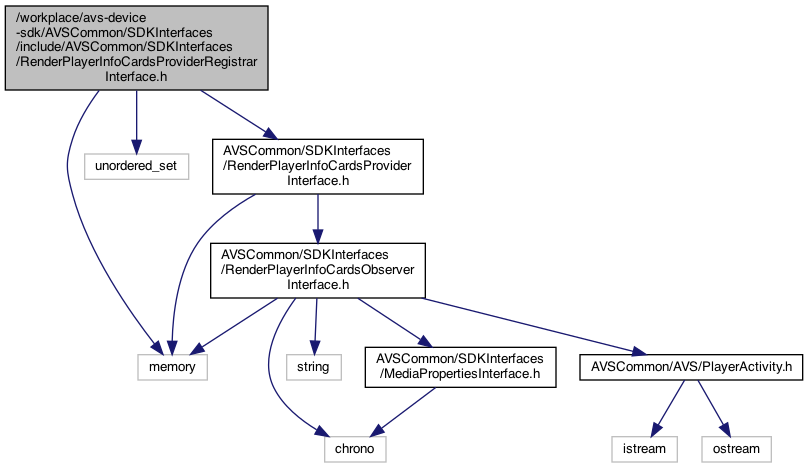 /workplace/avs-device
-sdk/AVSCommon/SDKInterfaces
/include/AVSCommon/SDKInterfaces
/RenderPlayerInfoCardsProviderRegistrar
Interface.h
unordered_set
AVSCommon/SDKInterfaces
/RenderPlayerInfoCardsProvider
Interface.h
AVSCommon/SDKInterfaces
/RenderPlayerInfoCardsObserver
Interface.h
memory
string
AVSCommon/SDKInterfaces
/MediaPropertiesInterface.h
AVSCommon/AVS/PlayerActivity.h
chrono
istream
ostream